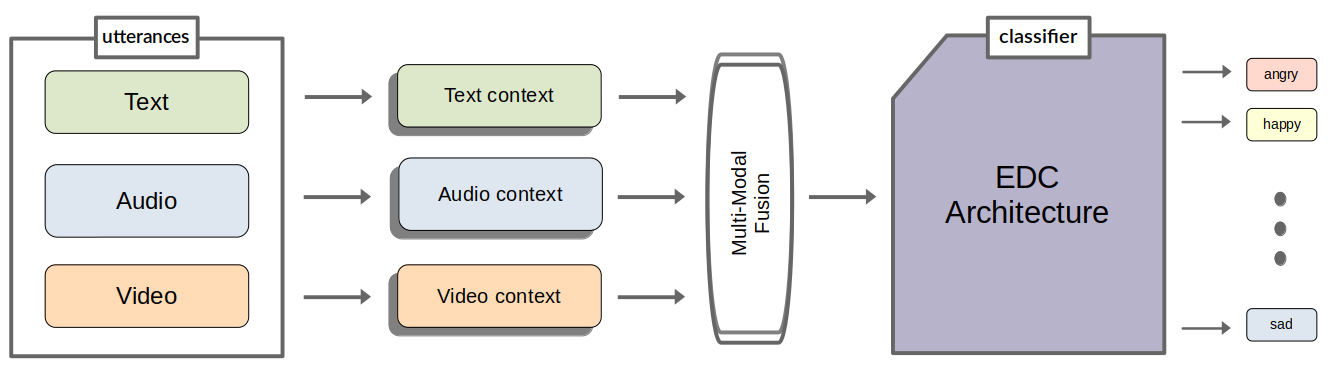 utterances
Text
Audio
Video
Text context
Audio context
Video context
Multi-Modal
Fusion
classifier
EDC
Architecture
angry
happy
sad